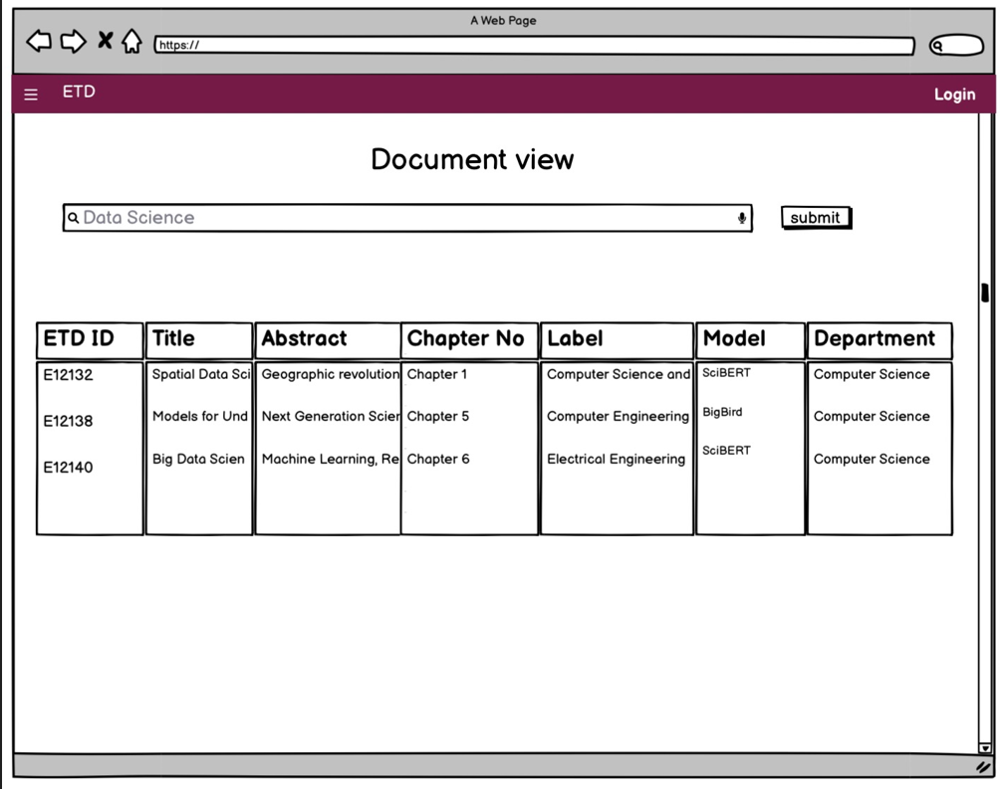 A Web Page
https://
ETD
Login
Document view
Data Science
submit
ETD ID Title Abstract Chapter No Label Model Department
E12132 Spatial Data Sci Geographic revolution Chapter 1 Computer Science and SciBERT Computer Science
E12138 Models for Und Next Generation Scier Chapter 5 Computer Engineering BigBird Computer Science
E12140 Big Data Scien Machine Learning, Re Chapter 6 Electrical Engineering SciBERT Computer Science